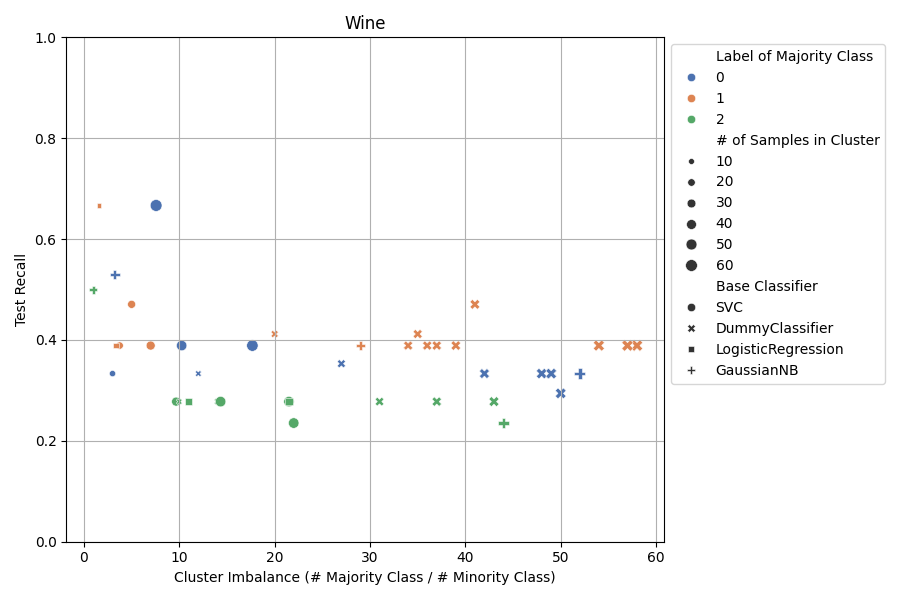 Wine
1.0
0.8
0.6
0.4
0.2
0.0
Test Recall
0 10 20 30 40 50 60
Cluster Imbalance (# Majority Class / # Minority Class)
Label of Majority Class
0
1
2
# of Samples in Cluster
10
20
30
40
50
60
Base Classifier
SVC
DummyClassifier
LogisticRegression
GaussianNB